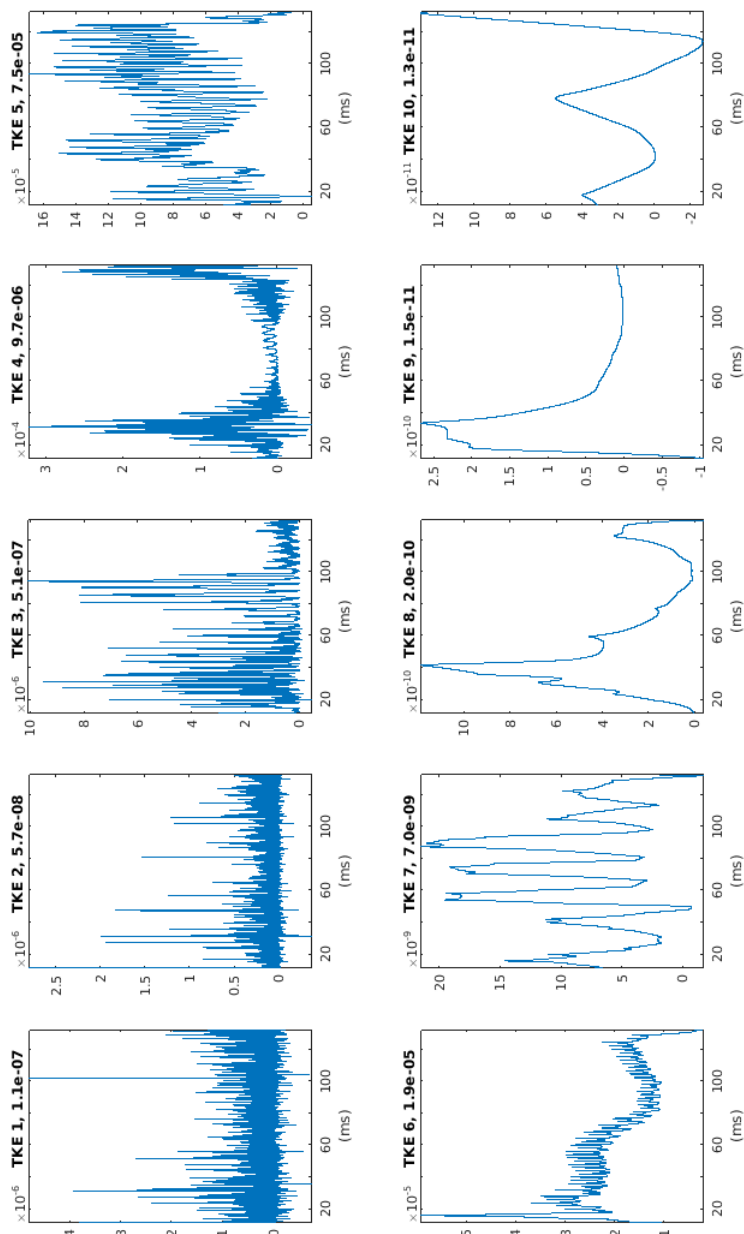 ×10⁻⁶ TKE 1, 1.1e-07
4
3
2
1
0
20 60 100
(ms)
×10⁻⁶ TKE 2, 5.7e-08
2.5
2
1.5
1
0.5
0
20 60 100
(ms)
×10⁻⁶ TKE 3, 5.1e-07
10
8
6
4
2
0
20 60 100
(ms)
×10⁻⁴ TKE 4, 9.7e-06
3
2
1
0
20 60 100
(ms)
×10⁻⁵ TKE 5, 7.5e-05
16
14
12
10
8
6
4
2
0
20 60 100
(ms)
×10⁻⁵ TKE 6, 1.9e-05
5
4
3
2
1
20 60 100
(ms)
×10⁻⁹ TKE 7, 7.0e-09
20
15
10
5
0
20 60 100
(ms)
×10⁻¹⁰ TKE 8, 2.0e-10
10
8
6
4
2
0
20 60 100
(ms)
×10⁻¹⁰ TKE 9, 1.5e-11
2.5
2
1.5
1
0.5
0
-0.5
-1
20 60 100
(ms)
×10⁻¹¹ TKE 10, 1.3e-11
12
10
8
6
4
2
0
-2
20 60 100
(ms)